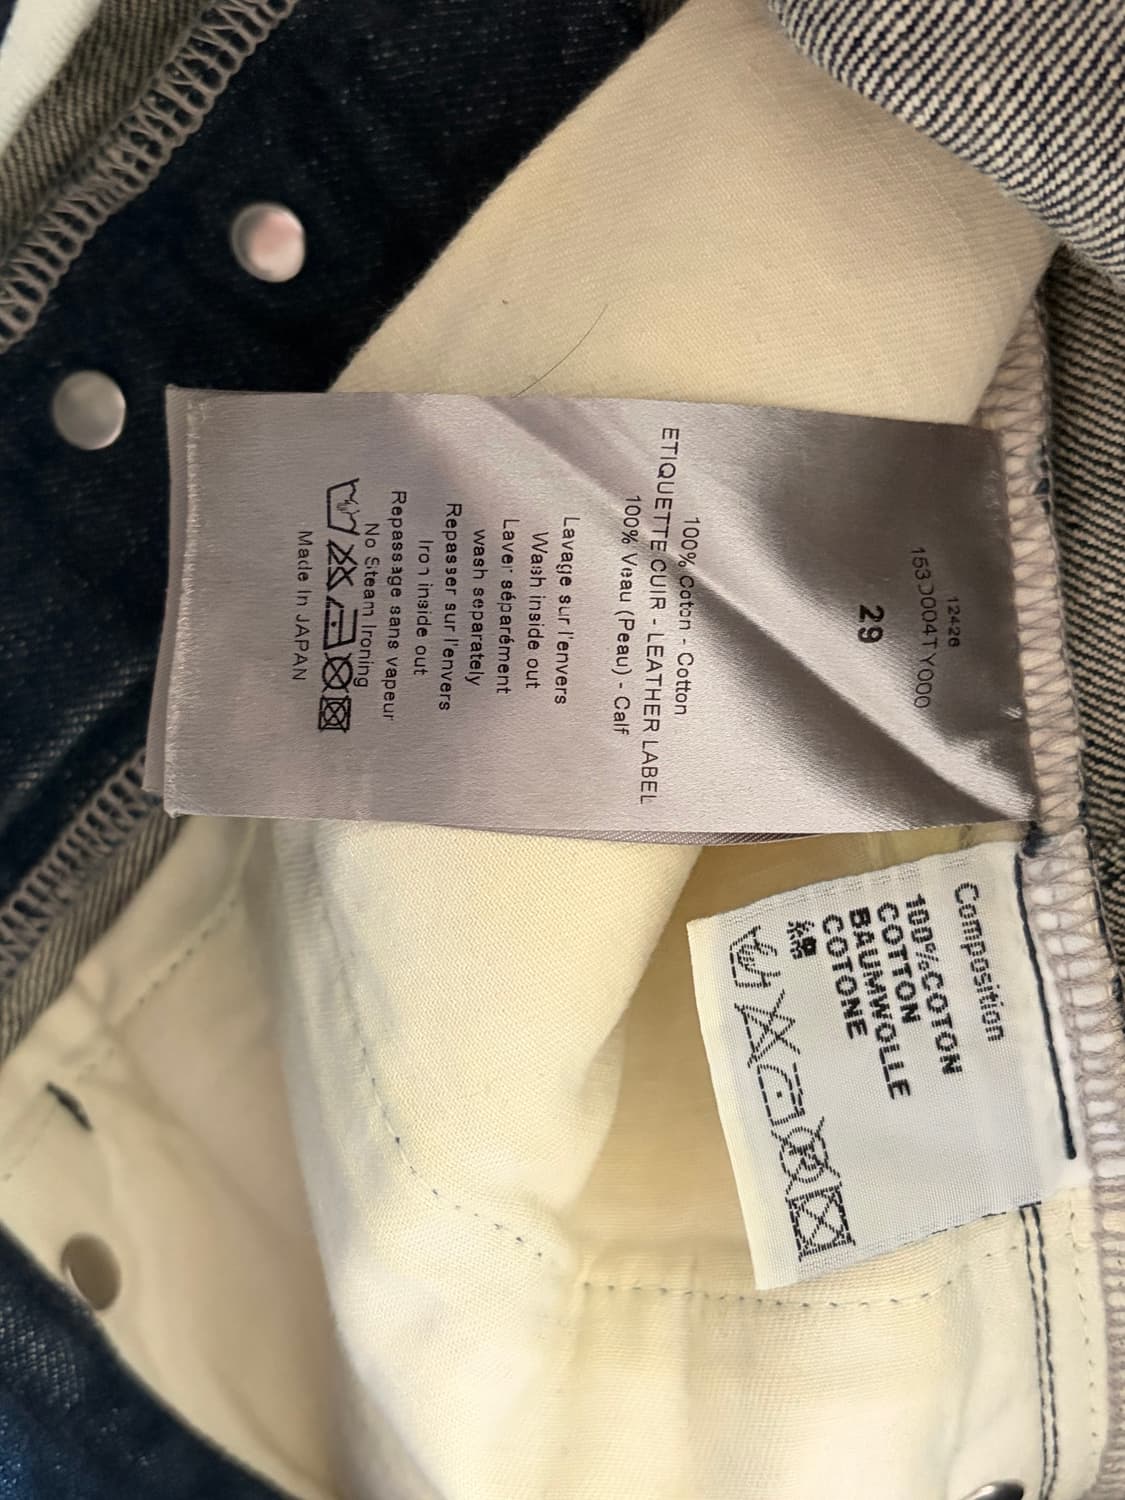 12426
153D004TY000
29
100% Coton - Cotton
ETIQUETTE CUIR - LEATHER LABEL
100% Veau (Peau) - Calf
Lavage sur l'envers
Wash inside out
Laver séparément
wash separately
Repasser sur l'envers
Iron inside out
Repassage sans vapeur
No Steam Ironing
Made In JAPAN
Composition
100%COTON
COTTON
BAUMWOLLE
COTONE
綿